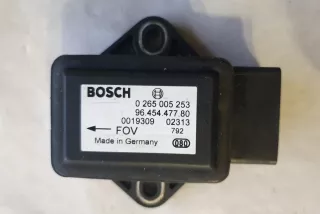 BOSCH
0 265 005 253
96.454.477.80
0019309 02313
FOV 792
Made in Germany